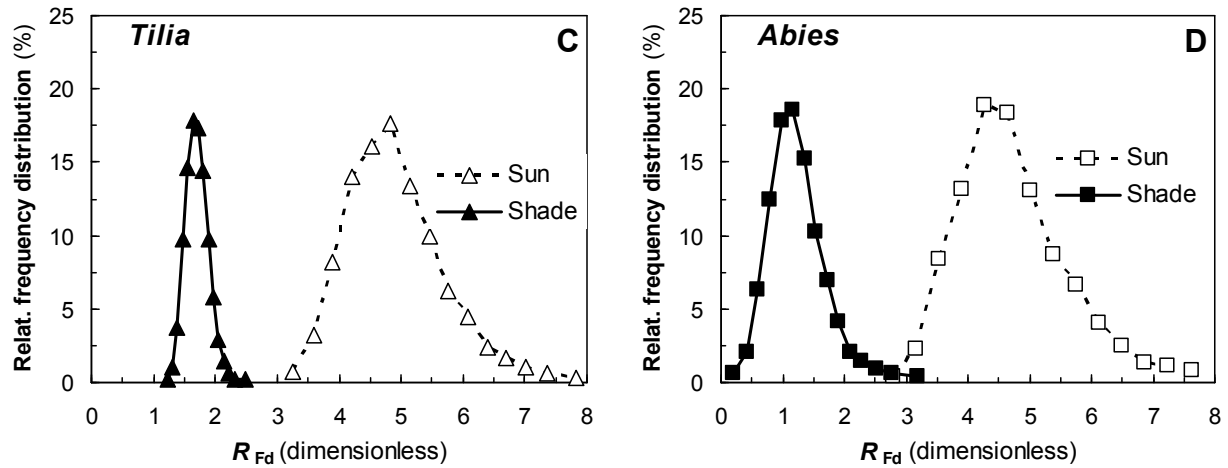 Tilia
C
Relat. frequency distribution (%)
25
20
15
10
5
0
Sun
Shade
0 1 2 3 4 5 6 7 8
R Fd (dimensionless)
Abies
D
Relat. frequency distribution (%)
25
20
15
10
5
0
Sun
Shade
0 1 2 3 4 5 6 7 8
R Fd (dimensionless)